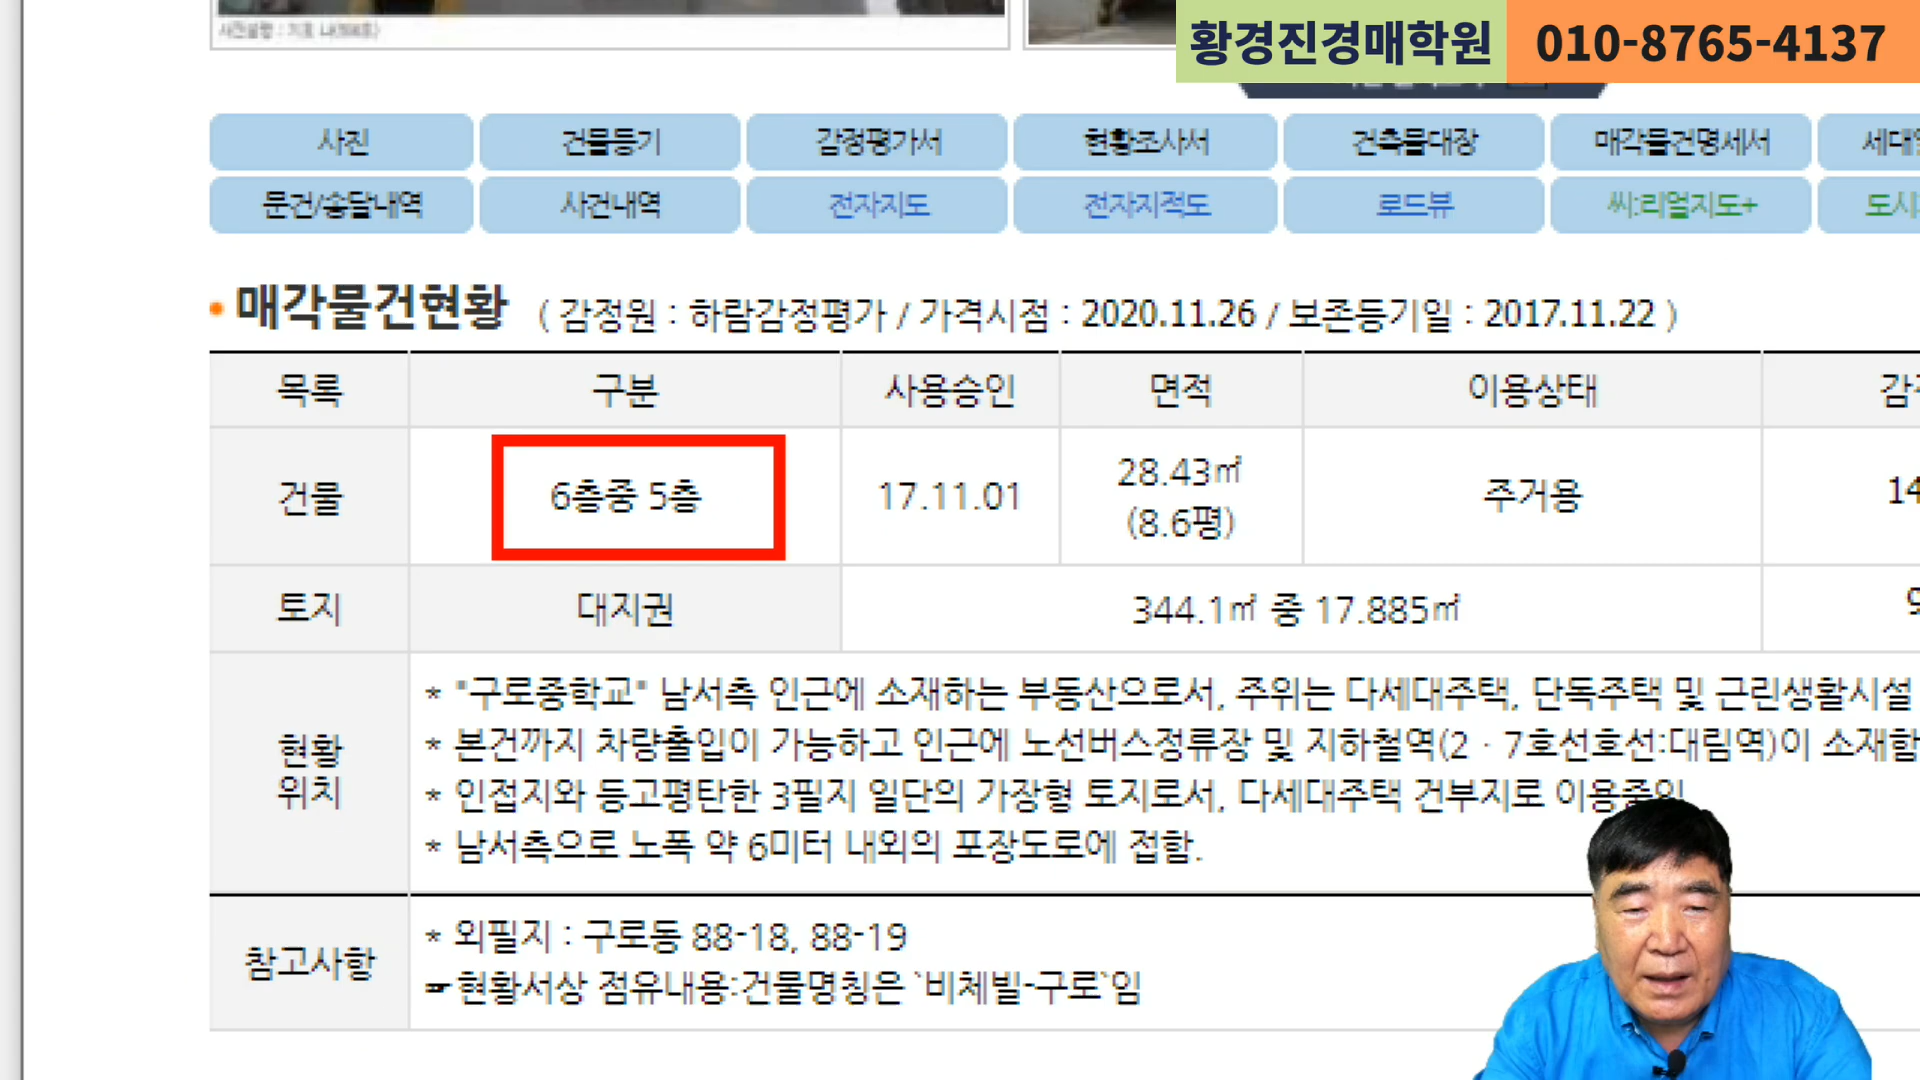 황경진경매학원 010-8765-4137
사진 건물등기 감정평가서 현황조사서 건축물대장 매각물건명세서 세대
문건/송달내역 사건내역 전자지도 전자지적도 로드뷰 씨:리얼지도+ 도시
• 매각물건현황 ( 감정원 : 하람감정평가 / 가격시점 : 2020.11.26 / 보존등기일 : 2017.11.22 )
목록 구분 사용승인 면적 이용상태 감
건물 6층중 5층 17.11.01 28.43㎡ 주거용 14
(8.6평)
토지 대지권 344.1㎡ 중 17.885㎡ 9
현황
위치
* "구로중학교" 남서측 인근에 소재하는 부동산으로서, 주위는 다세대주택, 단독주택 및 근린생활시설
* 본건까지 차량출입이 가능하고 인근에 노선버스정류장 및 지하철역(2 · 7호선호선:대림역)이 소재함
* 인접지와 등고평탄한 3필지 일단의 가장형 토지로서, 다세대주택 건부지로 이용중임
* 남서측으로 노폭 약 6미터 내외의 포장도로에 접함.
참고사항
* 외필지 : 구로동 88-18, 88-19
☞현황서상 점유내용:건물명칭은 `비체빌-구로`임